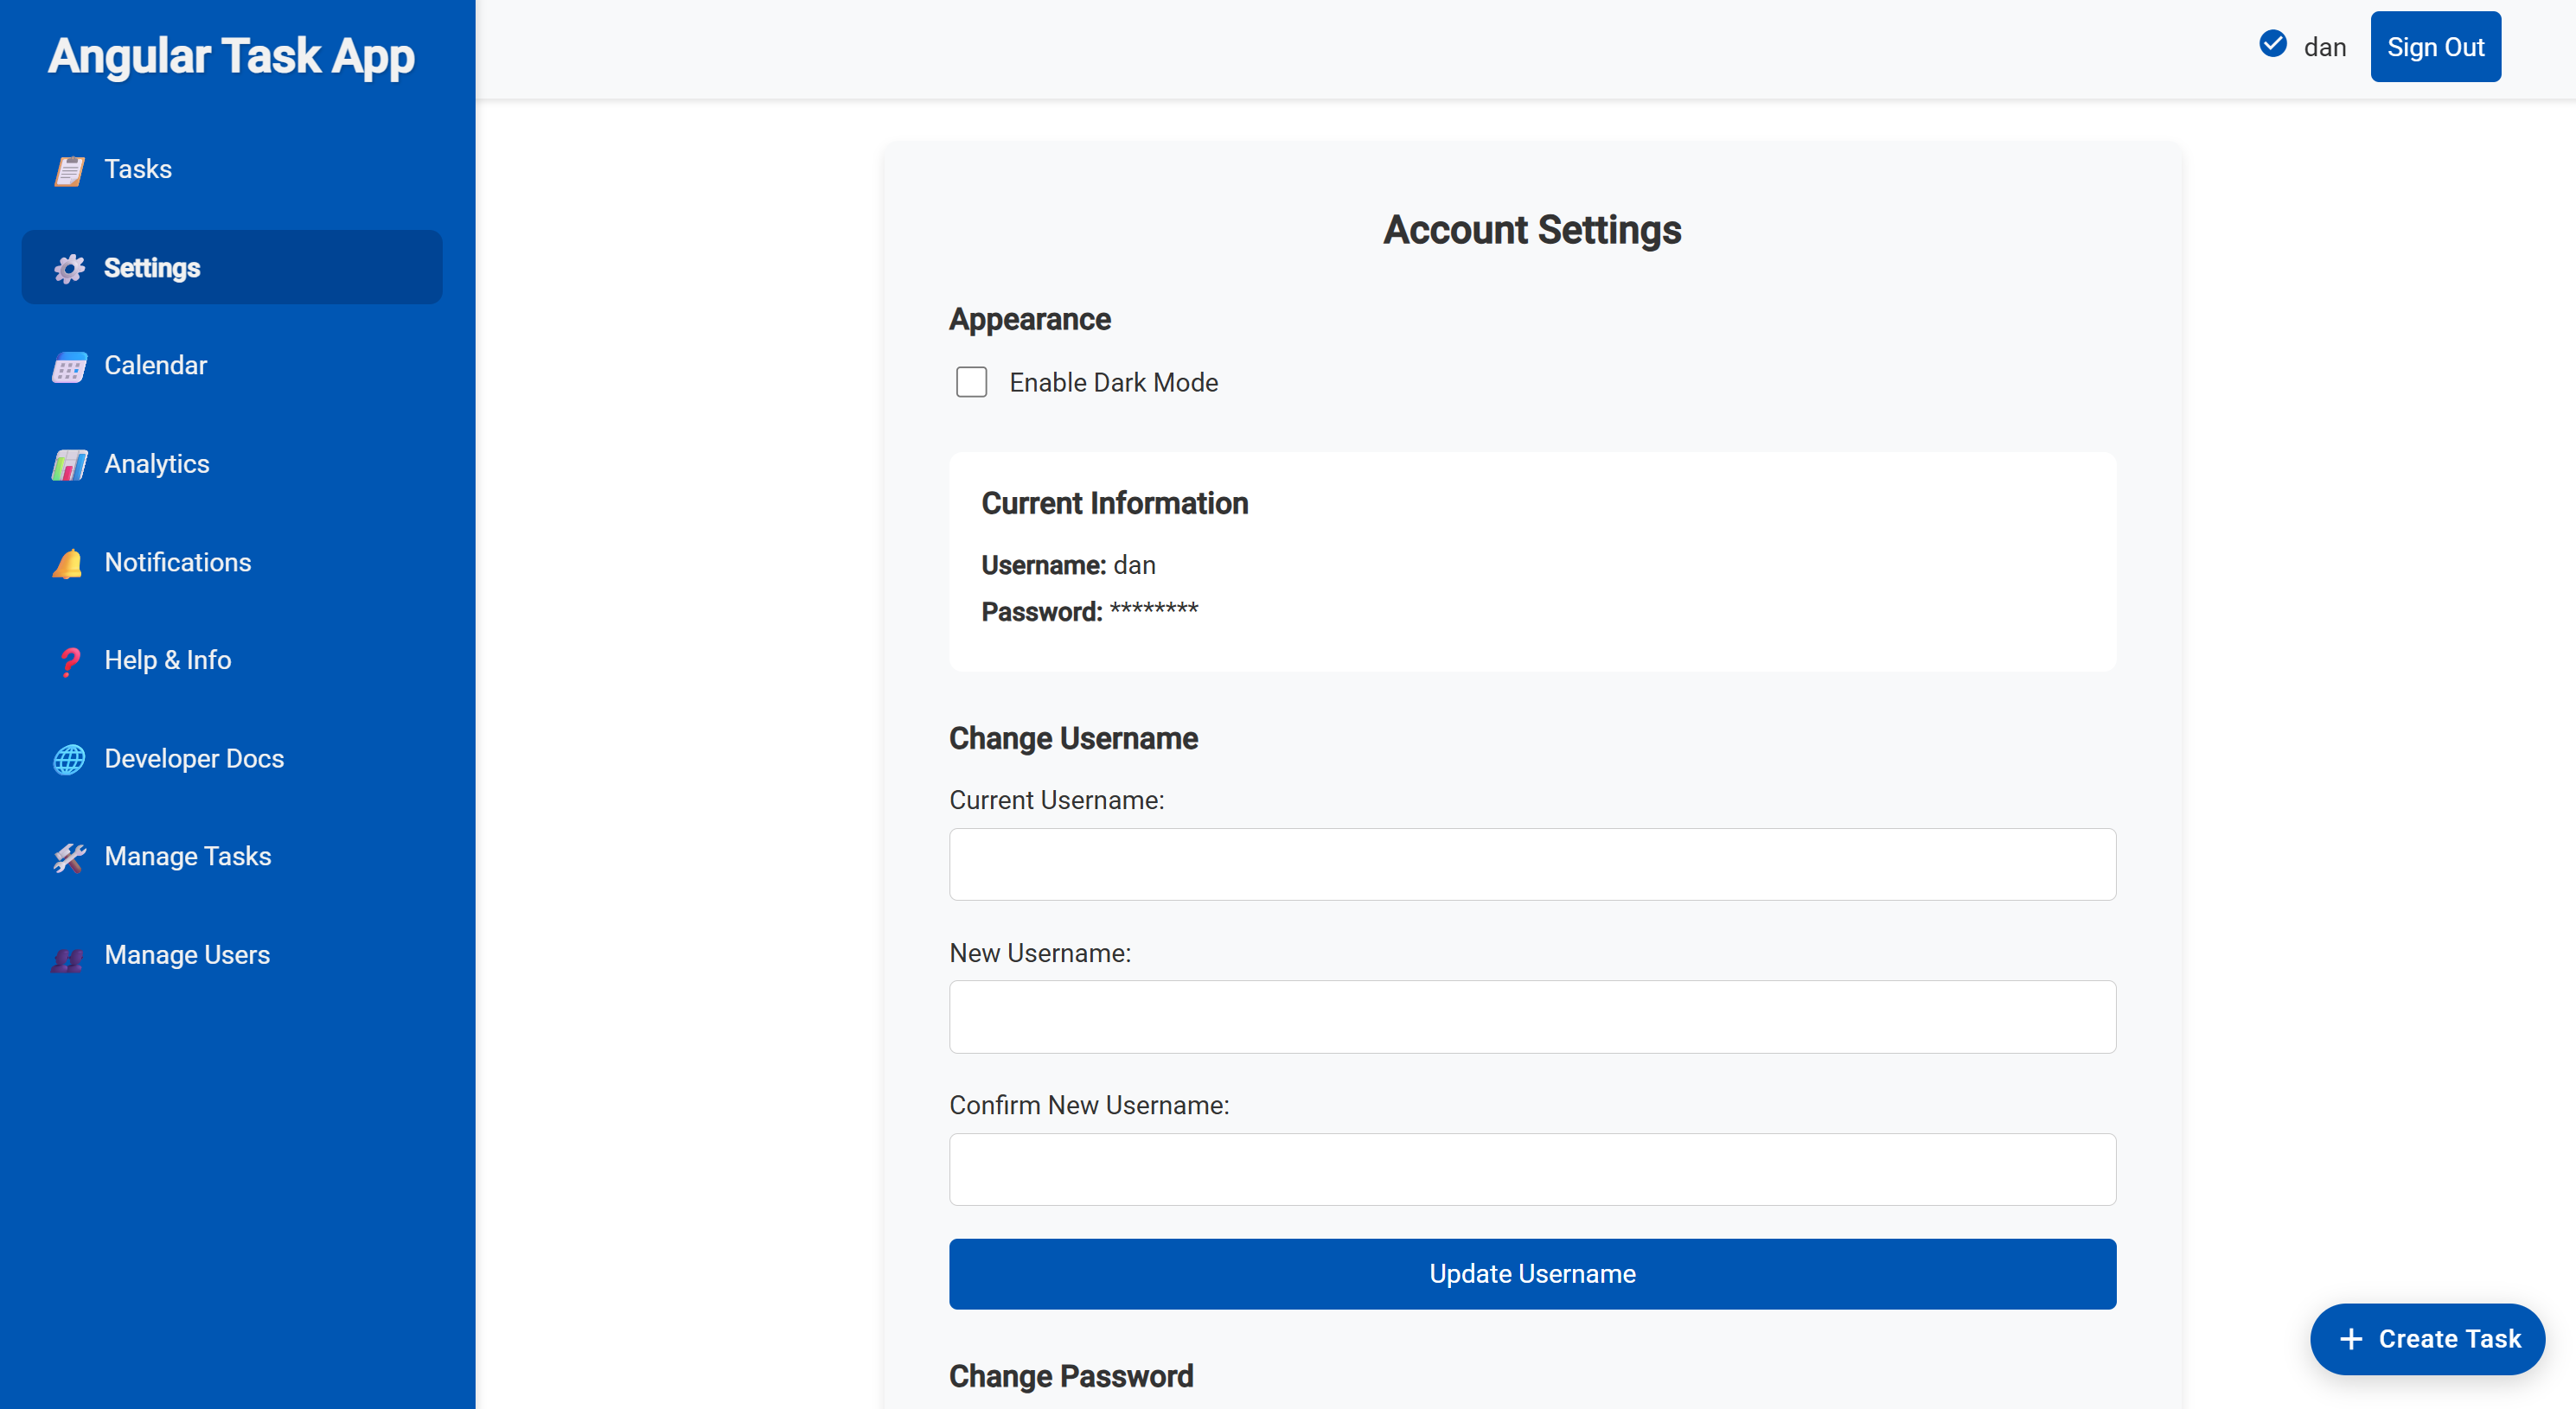 Angular Task App
dan
Sign Out
Tasks
Settings
Calendar
Analytics
Notifications
Help & Info
Developer Docs
Manage Tasks
Manage Users
Account Settings
Appearance
Enable Dark Mode
Current Information
Username: dan
Password: ********
Change Username
Current Username:
New Username:
Confirm New Username:
Update Username
Change Password
+ Create Task